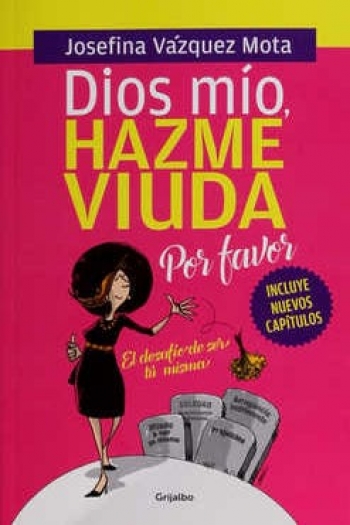 Josefina Vázquez Mota
Dios mío,
HAZME
VIUDA
Por favor
INCLUYE
NUEVOS
CAPÍTULOS
El desafío de ser
tú misma
SOLEDAD
Prejuicios
Grijalbo